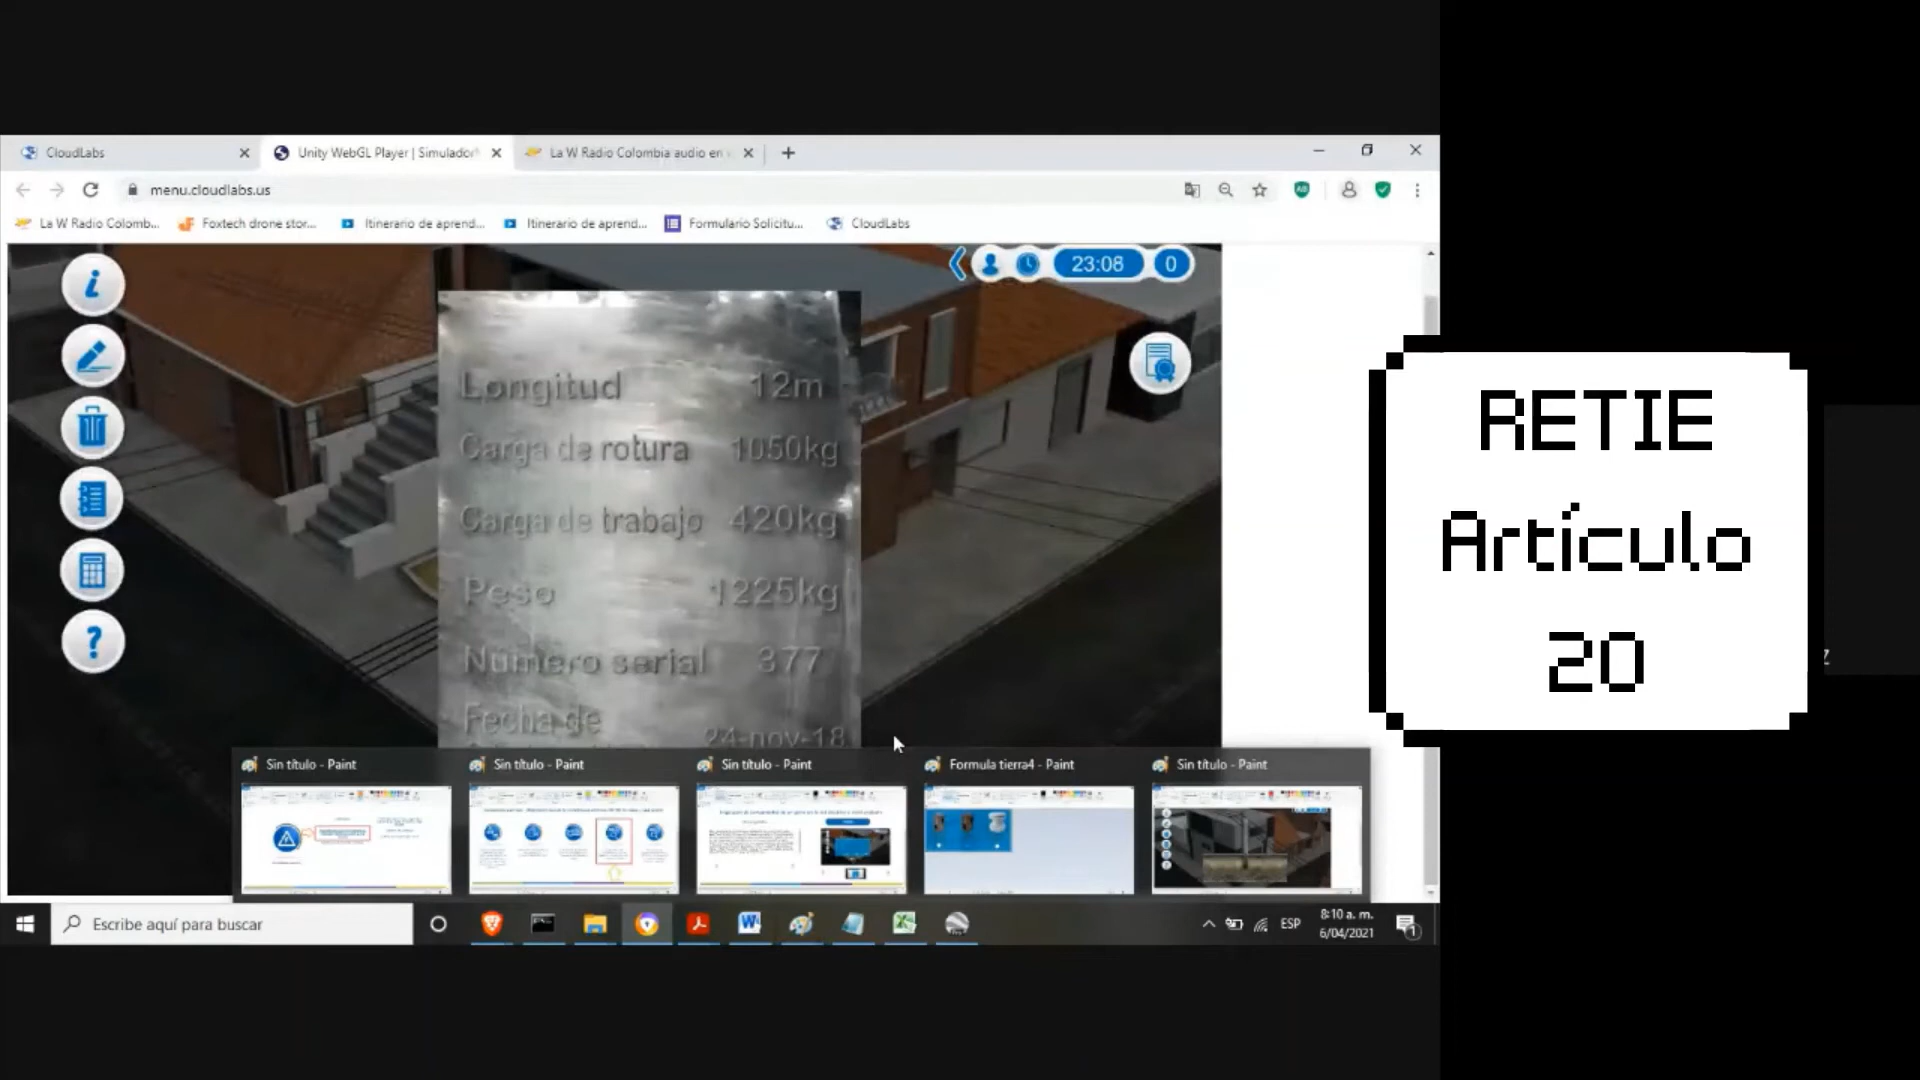 CloudLabs
Unity WebGL Player | Simulador
La W Radio Colombia audio en
menu.cloudlabs.us
La W Radio Colomb...
Foxtech drone stor...
Itinerario de aprend...
Itinerario de aprend...
Formulario Solicitu...
CloudLabs
23:08
0
Longitud 12m
Carga de rotura 1050kg
Carga de trabajo 420kg
Peso 1225kg
Número serial 377
Fecha de
24-nov-18
RETIE
Artículo
20
z
Sin título - Paint
Sin título - Paint
Sin título - Paint
Formula tierra4 - Paint
Sin título - Paint
Escribe aquí para buscar
ESP
8:10 a. m.
6/04/2021
1